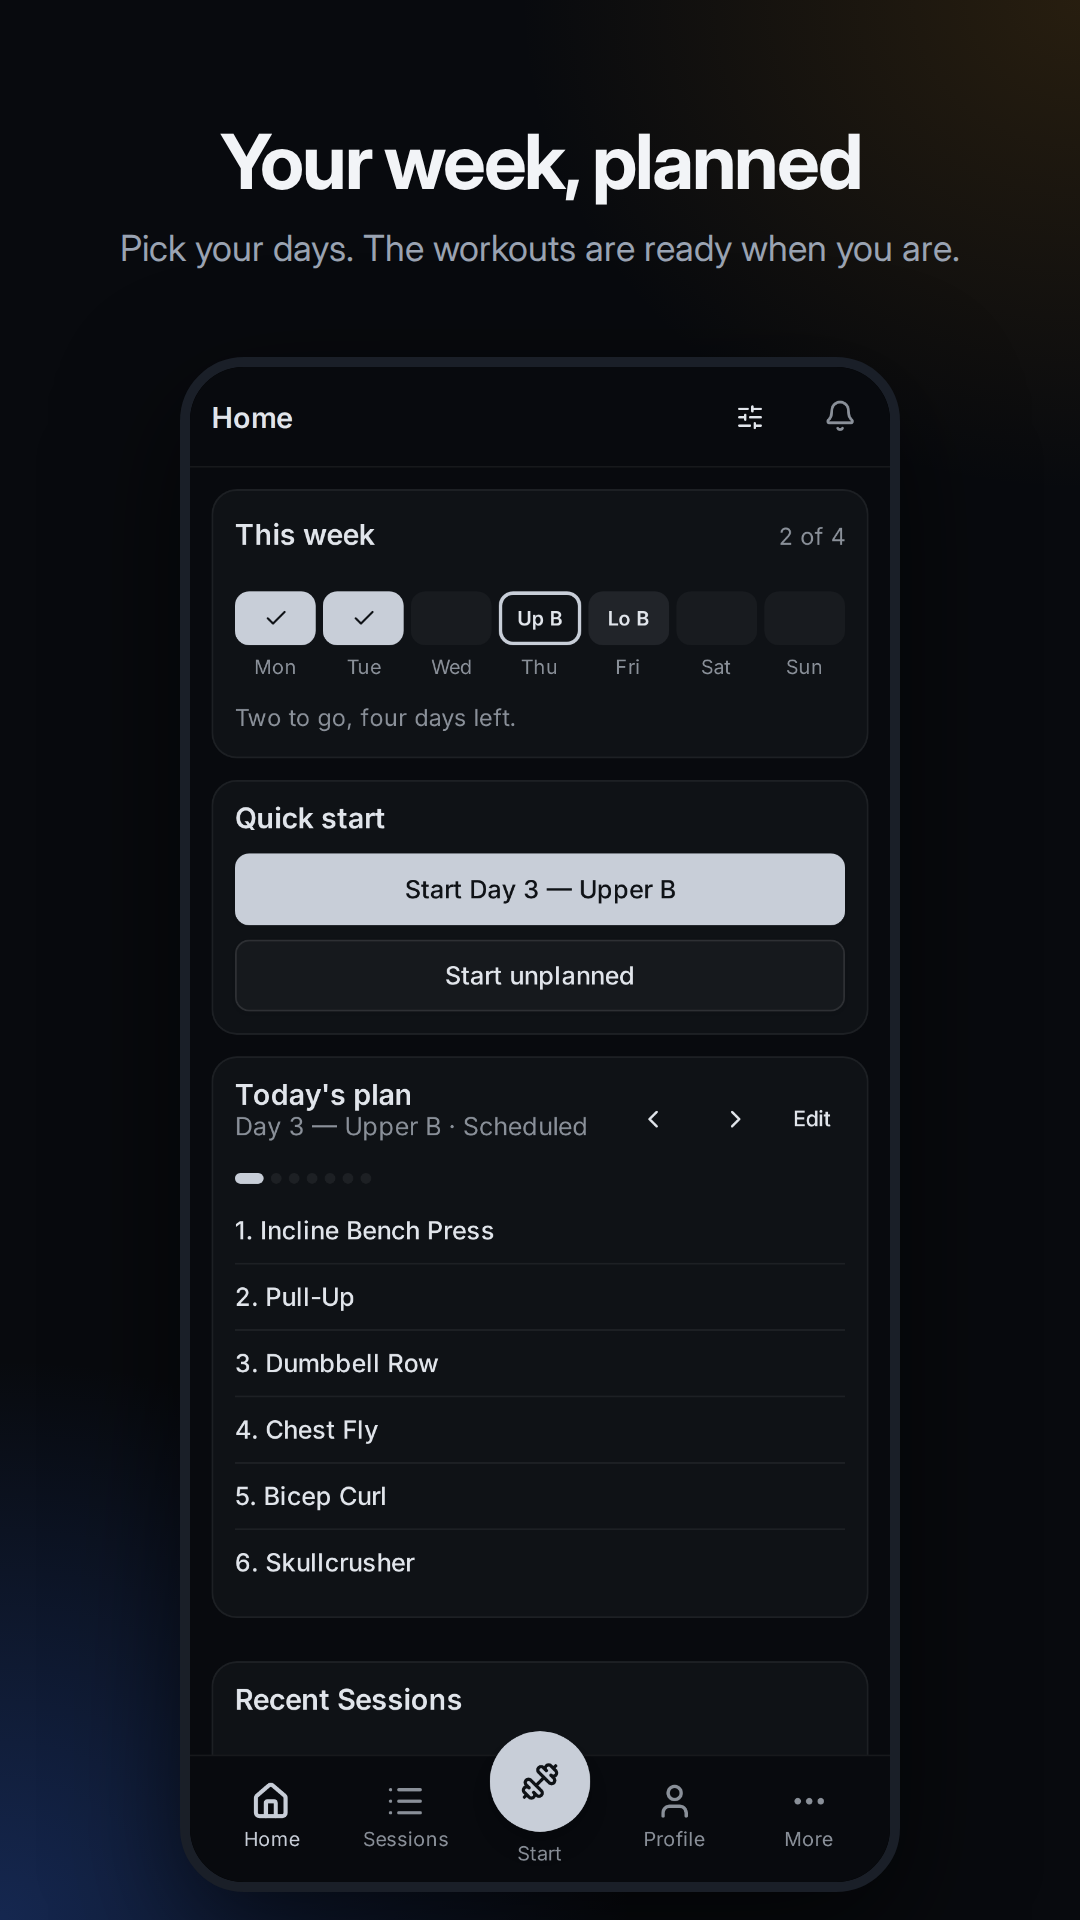 Your week, planned
Pick your days. The workouts are ready when you are.
Home
This week
2 of 4
Up B
Lo B
Mon Tue Wed Thu Fri Sat Sun
Two to go, four days left.
Quick start
Start Day 3 — Upper B
Start unplanned
Today's plan
Day 3 — Upper B · Scheduled
Edit
1. Incline Bench Press
2. Pull-Up
3. Dumbbell Row
4. Chest Fly
5. Bicep Curl
6. Skullcrusher
Recent Sessions
Home Sessions Start Profile More